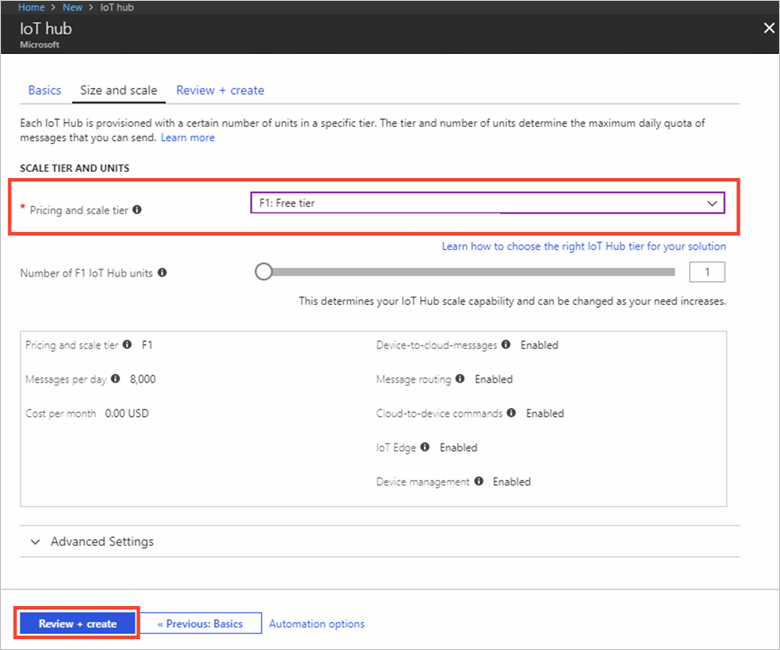 Home > New > IoT hub
IoT hub
Microsoft
Basics Size and scale Review + create
Each IoT Hub is provisioned with a certain number of units in a specific tier. The tier and number of units determine the maximum daily quota of
messages that you can send. Learn more
SCALE TIER AND UNITS
* Pricing and scale tier F1: Free tier
Learn how to choose the right IoT Hub tier for your solution
Number of F1 IoT Hub units 1
This determines your IoT Hub scale capability and can be changed as your need increases.
Pricing and scale tier F1 Device-to-cloud-messages Enabled
Messages per day 8,000 Message routing Enabled
Cost per month 0.00 USD Cloud-to-device commands Enabled
IoT Edge Enabled
Device management Enabled
Advanced Settings
Review + create « Previous: Basics Automation options